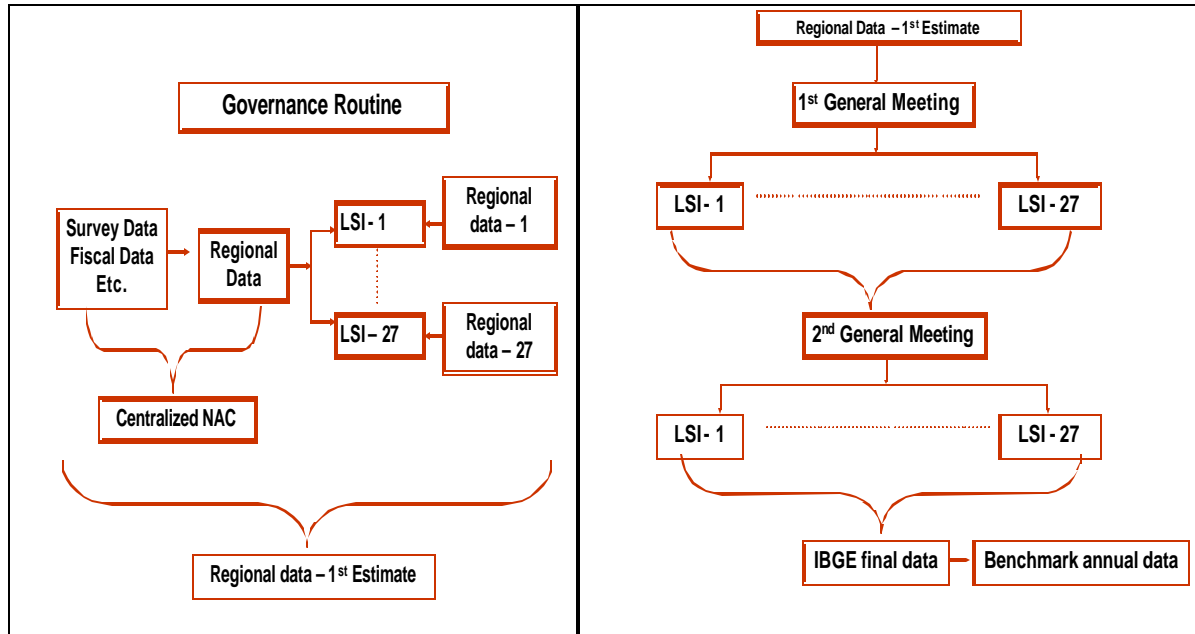 Governance Routine
Survey Data
Fiscal Data
Etc.
Regional
Data
LSI - 1
Regional
data – 1
LSI – 27
Regional
data – 27
Centralized NAC
Regional data – 1st Estimate
Regional Data – 1st Estimate
1st General Meeting
LSI - 1
LSI - 27
2nd General Meeting
LSI - 1
LSI - 27
IBGE final data
Benchmark annual data